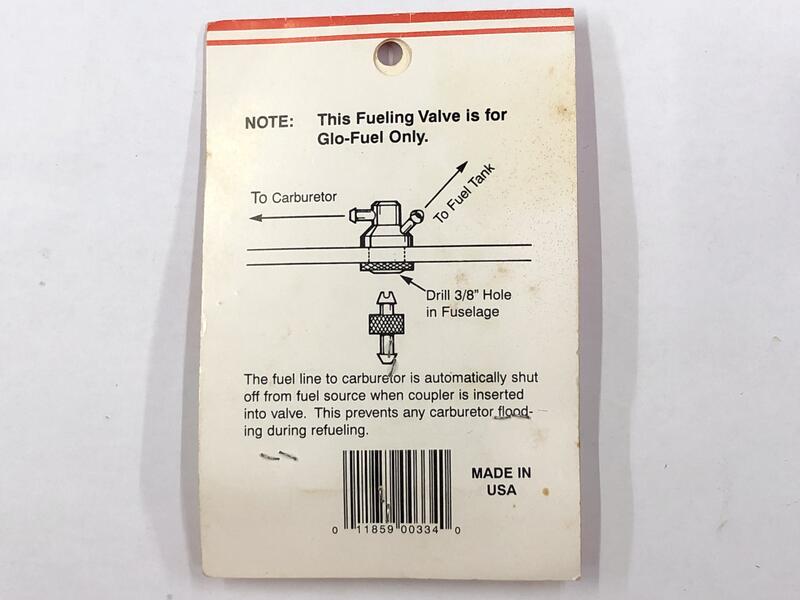 NOTE: This Fueling Valve is for
Glo-Fuel Only.
To Carburetor
To Fuel Tank
Drill 3/8" Hole
in Fuselage
The fuel line to carburetor is automatically shut
off from fuel source when coupler is inserted
into valve. This prevents any carburetor flood-
ing during refueling.
MADE IN
USA
0 11859 00334 0